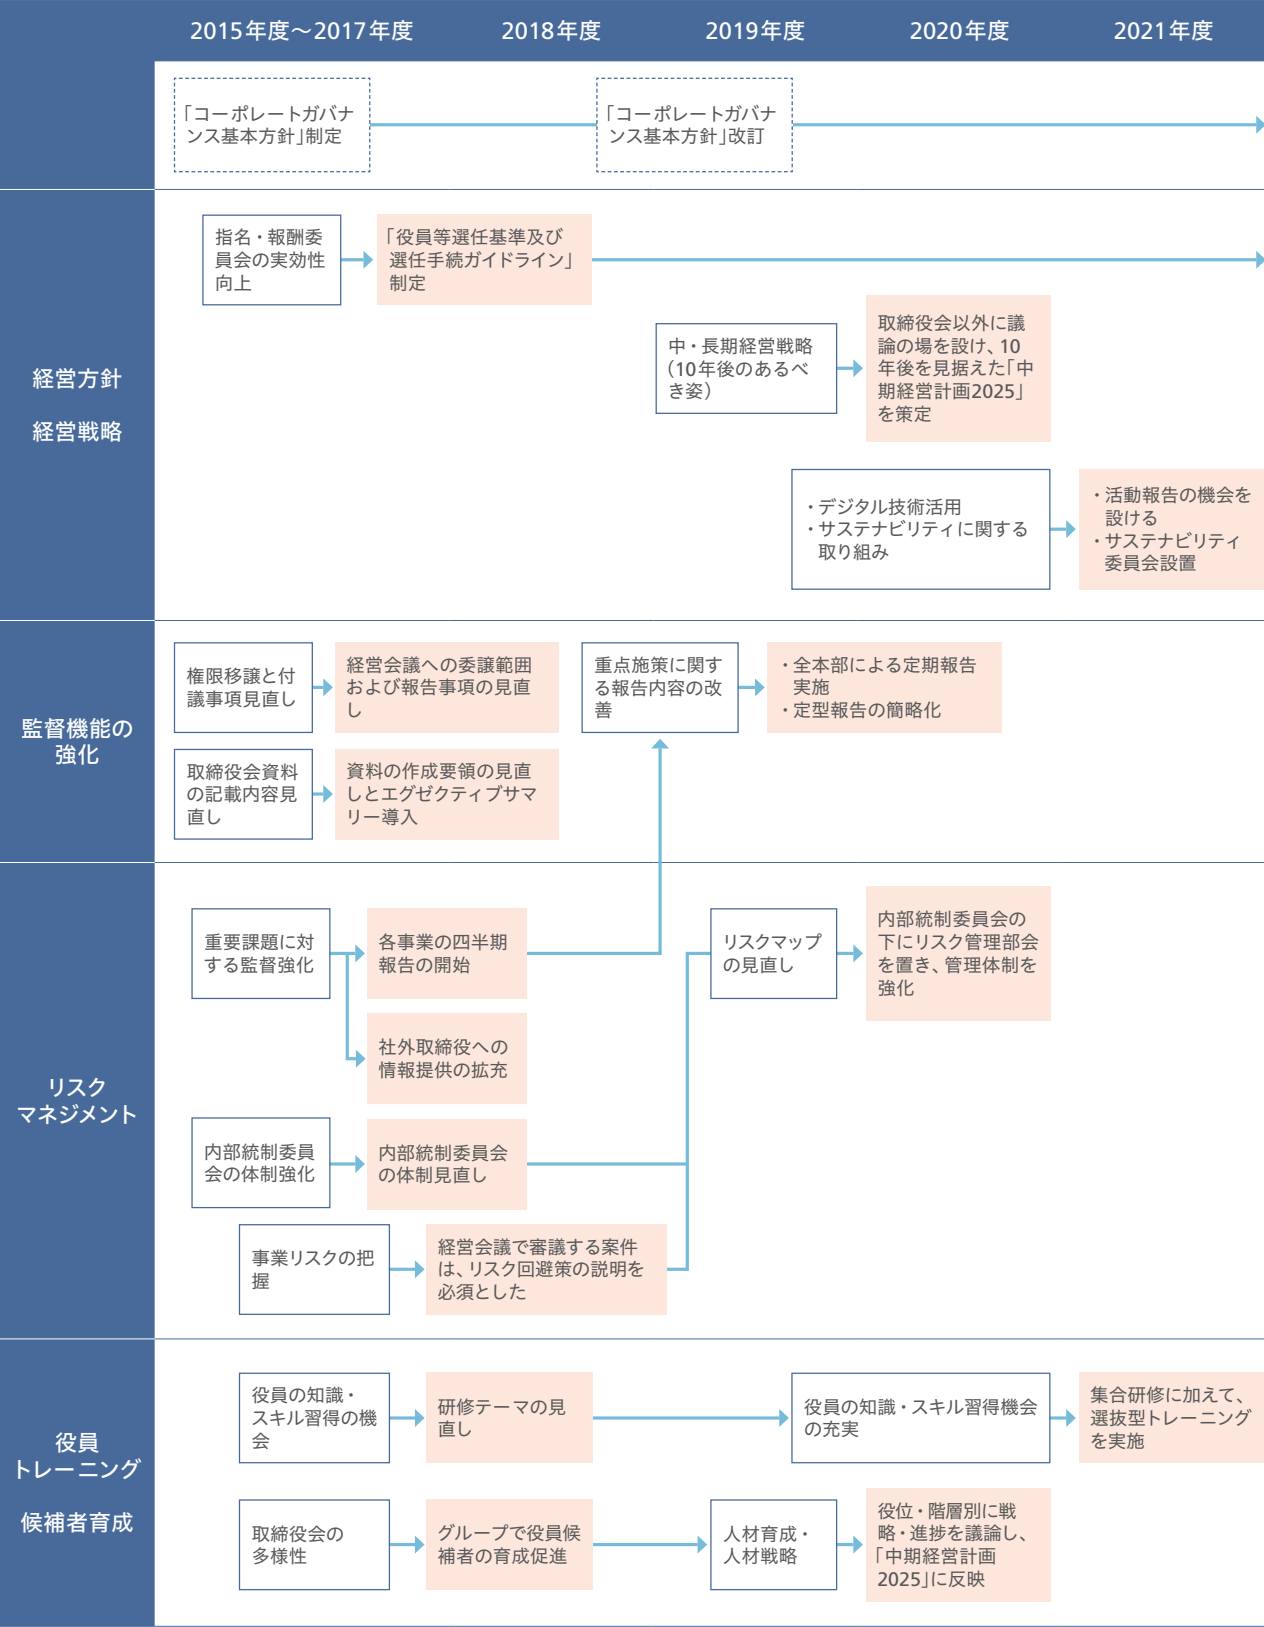 2015年度～2017年度
2018年度
2019年度
2020年度
2021年度
「コーポレートガバナ
ンス基本方針」制定
「コーポレートガバナ
ンス基本方針」改訂
経営方針
経営戦略
指名・報酬委
員会の実効性
向上
「役員等選任基準及び
選任手続ガイドライン」
制定
中・長期経営戦略
（10年後のあるべ
き姿）
取締役会以外に議
論の場を設け、10
年後を見据えた「中
期経営計画2025」
を策定
・デジタル技術活用
・サステナビリティに関する
取り組み
・活動報告の機会を
設ける
・サステナビリティ
委員会設置
監督機能の
強化
権限移譲と付
議事項見直し
経営会議への委譲範囲
および報告事項の見直
し
重点施策に関す
る報告内容の改
善
・全本部による定期報告
実施
・定型報告の簡略化
取締役会資料
の記載内容見
直し
資料の作成要領の見直
しとエグゼクティブサマ
リー導入
リスク
マネジメント
重要課題に対
する監督強化
各事業の四半期
報告の開始
リスクマップ
の見直し
内部統制委員会の
下にリスク管理部会
を置き、管理体制を
強化
社外取締役への
情報提供の拡充
内部統制委員
会の体制強化
内部統制委員会
の体制見直し
事業リスクの把
握
経営会議で審議する案件
は、リスク回避策の説明を
必須とした
役員
トレーニング
候補者育成
役員の知識・
スキル習得の機
会
研修テーマの見
直し
役員の知識・スキル習得機会
の充実
集合研修に加えて、
選抜型トレーニング
を実施
取締役会の
多様性
グループで役員候
補者の育成促進
人材育成・
人材戦略
役位・階層別に戦
略・進捗を議論し、
「中期経営計画
2025」に反映